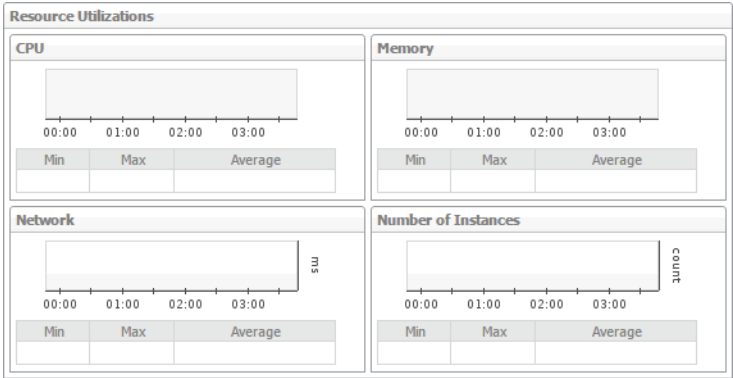 Resource Utilizations
CPU
00:00 01:00 02:00 03:00
Min Max Average
Memory
00:00 01:00 02:00 03:00
Min Max Average
Network
ms
00:00 01:00 02:00 03:00
Min Max Average
Number of Instances
count
00:00 01:00 02:00 03:00
Min Max Average